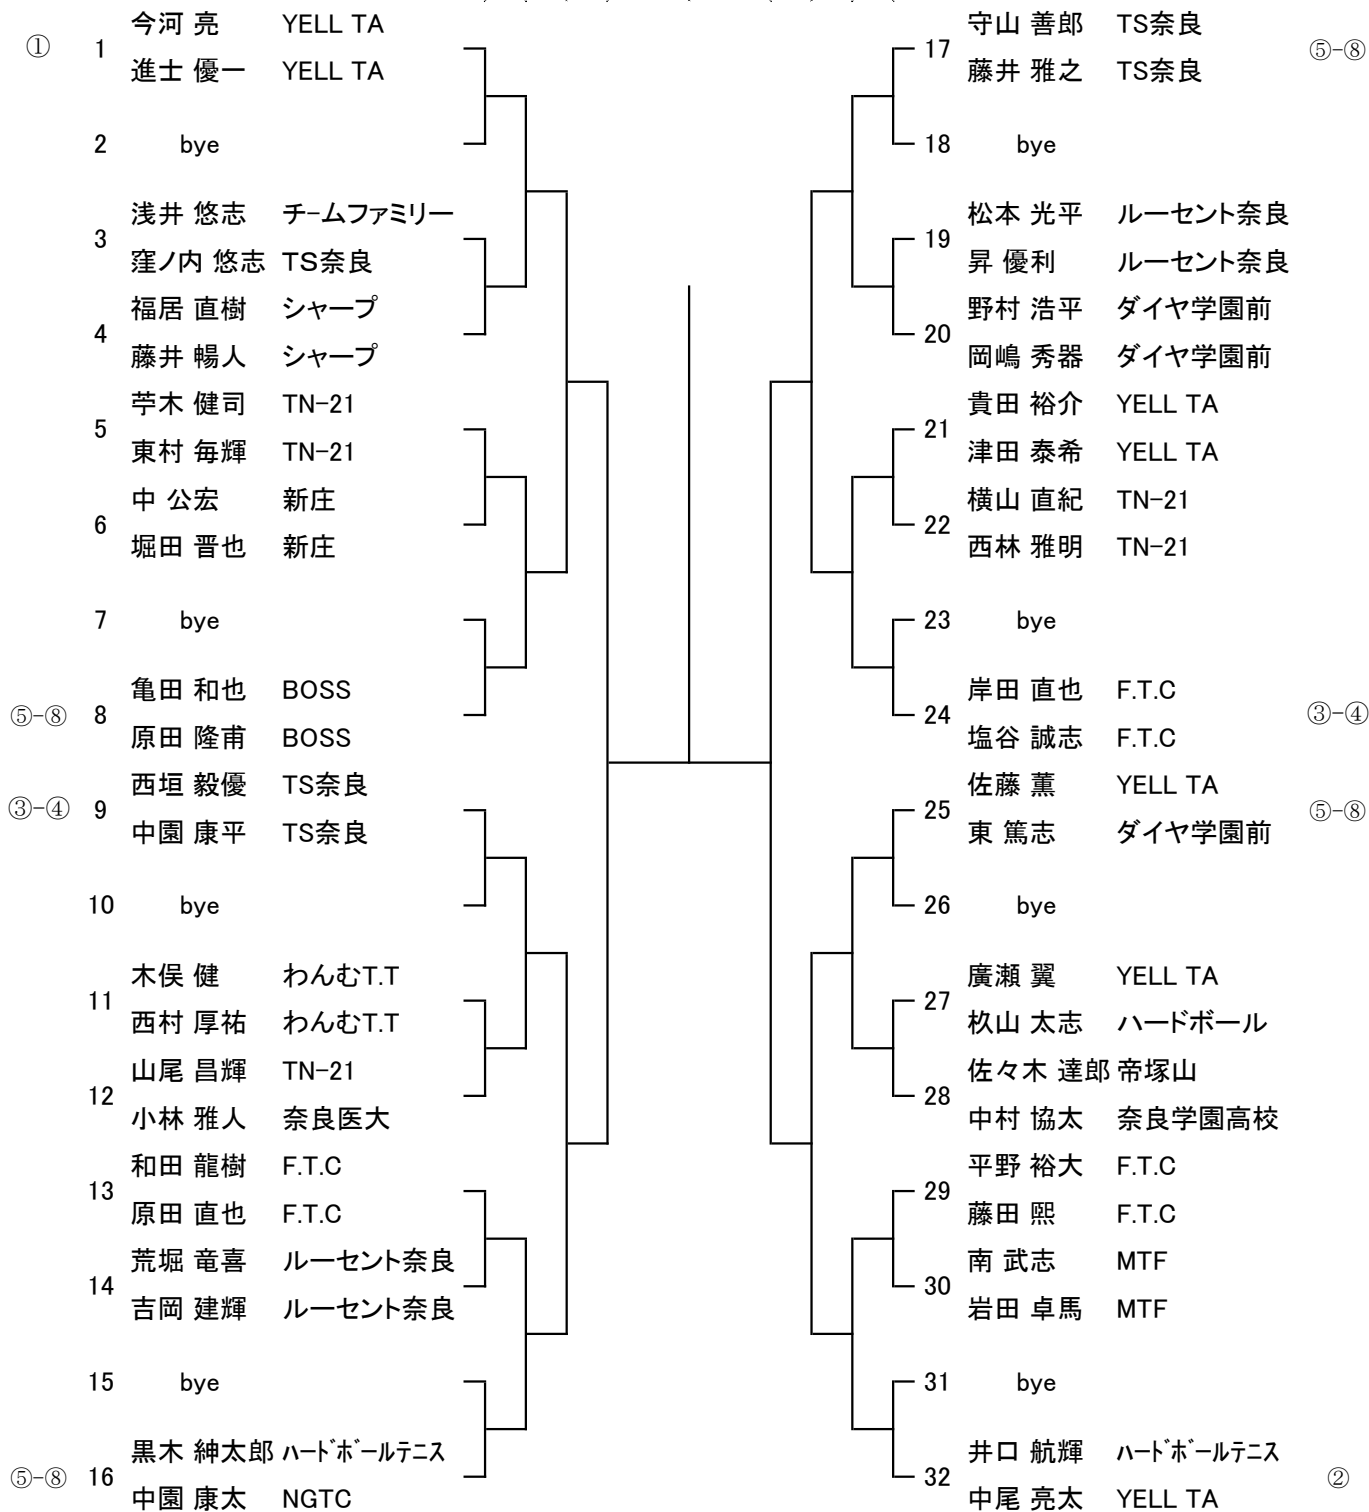 今河 亮 YELL TA
① 1
進士 優一 YELL TA
2 bye
浅井 悠志 チームファミリー
3
窪ノ内 悠志 TS奈良
福居 直樹 シャープ
4
藤井 暢人 シャープ
苧木 健司 TN-21
5
東村 毎輝 TN-21
中 公宏 新庄
6
堀田 晋也 新庄
7 bye
亀田 和也 BOSS
⑤-⑧ 8
原田 隆甫 BOSS
西垣 毅優 TS奈良
③-④ 9
中園 康平 TS奈良
10 bye
木俣 健 わんむT.T
11
西村 厚祐 わんむT.T
山尾 昌輝 TN-21
12
小林 雅人 奈良医大
和田 龍樹 F.T.C
13
原田 直也 F.T.C
荒堀 竜喜 ルーセント奈良
14
吉岡 建輝 ルーセント奈良
15 bye
黒木 紳太郎 ハードボールテニス
⑤-⑧ 16
中園 康太 NGTC
守山 善郎 TS奈良
17 ⑤-⑧
藤井 雅之 TS奈良
18 bye
松本 光平 ルーセント奈良
19
昇 優利 ルーセント奈良
野村 浩平 ダイヤ学園前
20
岡嶋 秀器 ダイヤ学園前
貴田 裕介 YELL TA
21
津田 泰希 YELL TA
横山 直紀 TN-21
22
西林 雅明 TN-21
23 bye
岸田 直也 F.T.C
24 ③-④
塩谷 誠志 F.T.C
佐藤 薫 YELL TA
25 ⑤-⑧
東 篤志 ダイヤ学園前
26 bye
廣瀬 翼 YELL TA
27
杦山 太志 ハードボール
佐々木 達郎 帝塚山
28
中村 協太 奈良学園高校
平野 裕大 F.T.C
29
藤田 熙 F.T.C
南 武志 MTF
30
岩田 卓馬 MTF
31 bye
井口 航輝 ハードボールテニス
32 ②
中尾 亮太 YELL TA